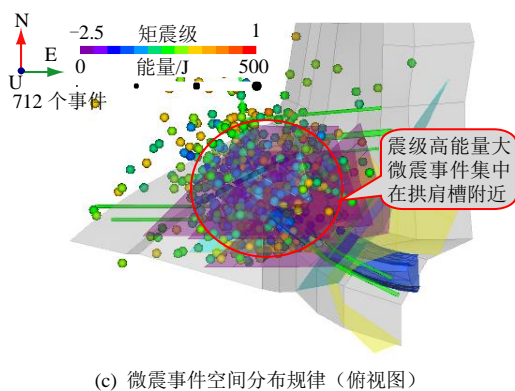 N
E
U
-2.5 矩震级 1
0 能量/J 500
712 个事件
震级高能量大
微震事件集中
在拱肩槽附近
(c) 微震事件空间分布规律（俯视图）